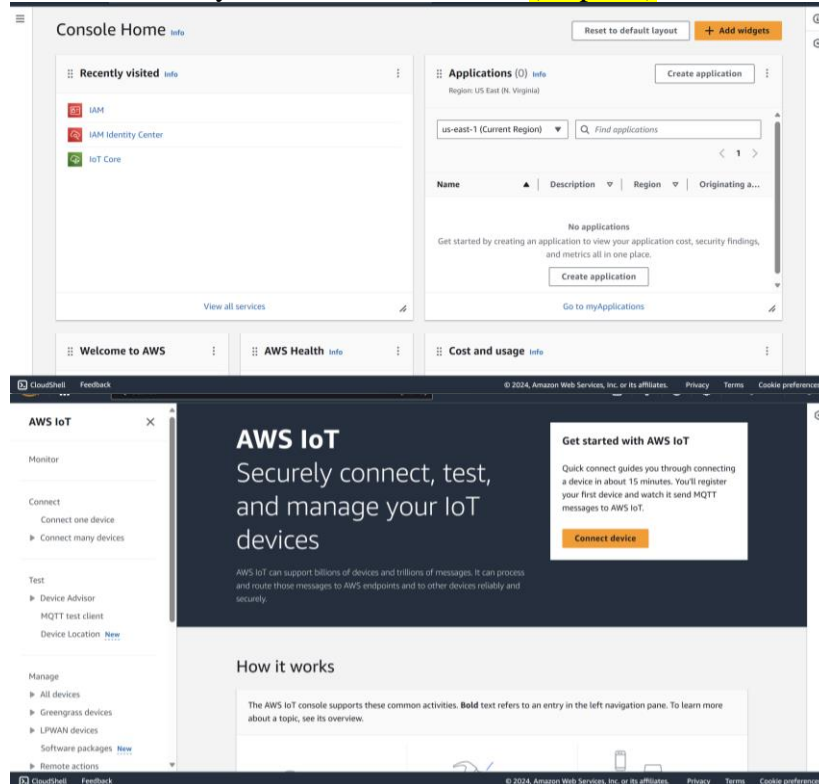 Console Home Info
Reset to default layout
+ Add widgets
Recently visited Info
IAM
IAM Identity Center
IoT Core
View all services
Applications (0) Info
Region: US East (N. Virginia)
Create application
us-east-1 (Current Region)
Find applications
1
Name
Description
Region
Originating a...
No applications
Get started by creating an application to view your application cost, security findings,
and metrics all in one place.
Create application
Go to myApplications
Welcome to AWS
AWS Health Info
Cost and usage Info
CloudShell Feedback
© 2024, Amazon Web Services, Inc. or its affiliates. Privacy Terms Cookie preferences
AWS IoT
Monitor
Connect
Connect one device
Connect many devices
Test
Device Advisor
MQTT test client
Device Location New
Manage
All devices
Greengrass devices
LPWAN devices
Software packages New
Remote actions
AWS IoT
Securely connect, test,
and manage your IoT
devices
AWS IoT can support billions of devices and trillions of messages. It can process
and route those messages to AWS endpoints and to other devices reliably and
securely.
Get started with AWS IoT
Quick connect guides you through connecting
a device in about 15 minutes. You'll register
your first device and watch it send MQTT
messages to AWS IoT.
Connect device
How it works
The AWS IoT console supports these common activities. Bold text refers to an entry in the left navigation pane. To learn more
about a topic, see its overview.
CloudShell Feedback
© 2024, Amazon Web Services, Inc. or its affiliates. Privacy Terms Cookie preferences